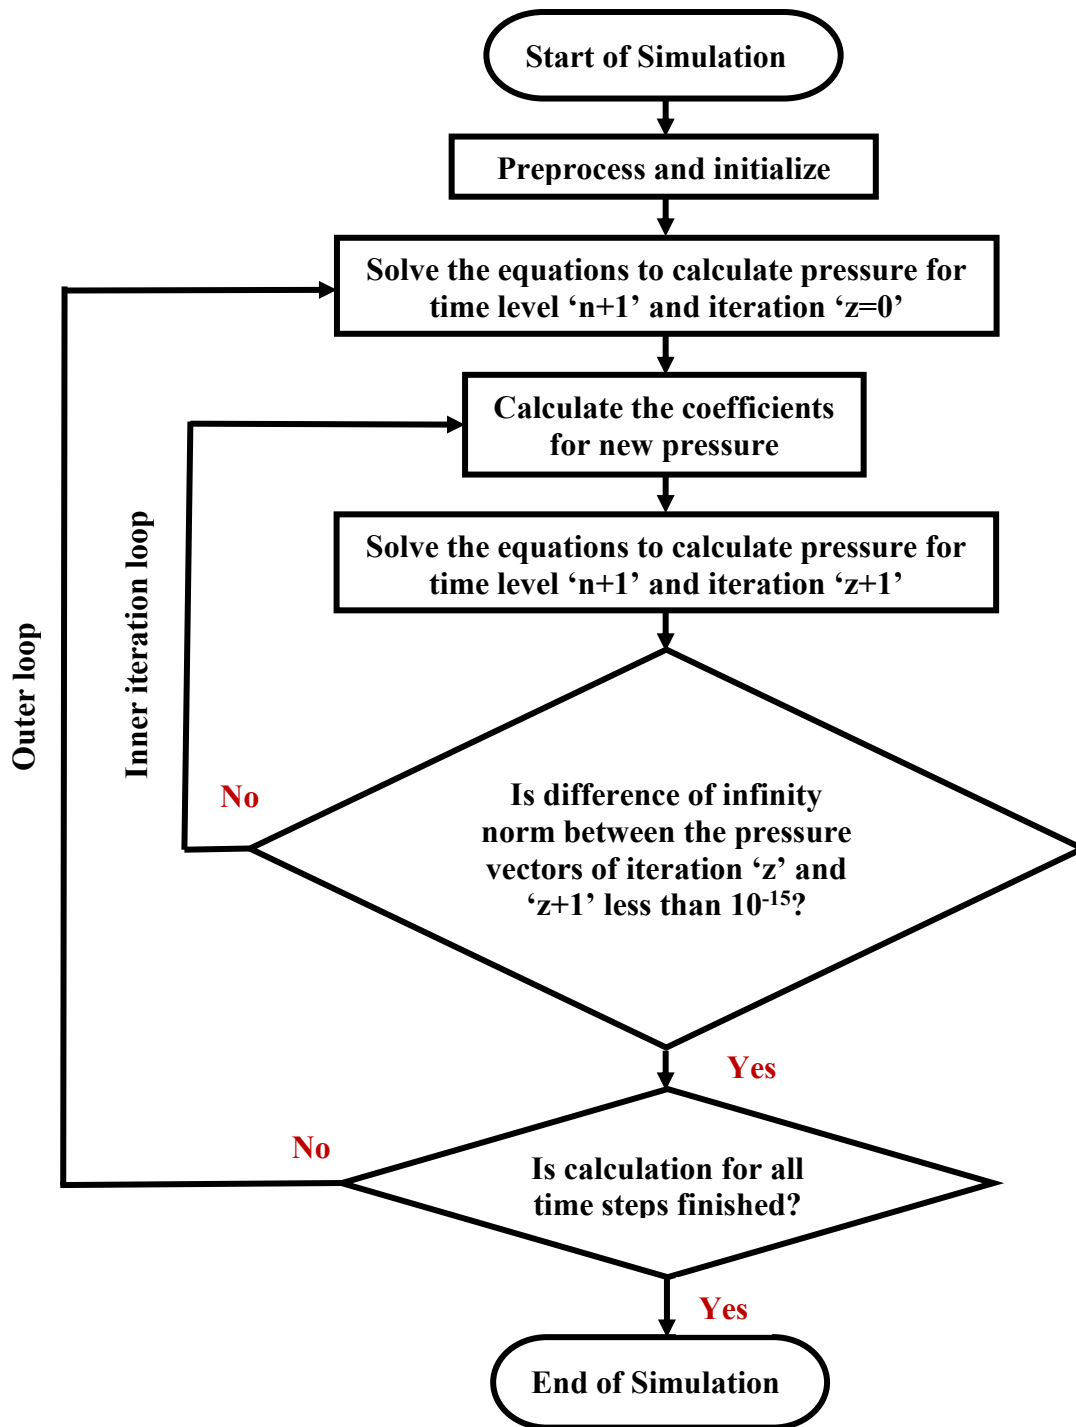 Start of Simulation
Preprocess and initialize
Solve the equations to calculate pressure for
time level ‘n+1’ and iteration ‘z=0’
Calculate the coefficients
for new pressure
Solve the equations to calculate pressure for
time level ‘n+1’ and iteration ‘z+1’
Outer loop
Inner iteration loop
No
Is difference of infinity
norm between the pressure
vectors of iteration ‘z’ and
‘z+1’ less than 10⁻¹⁵?
Yes
No
Is calculation for all
time steps finished?
Yes
End of Simulation